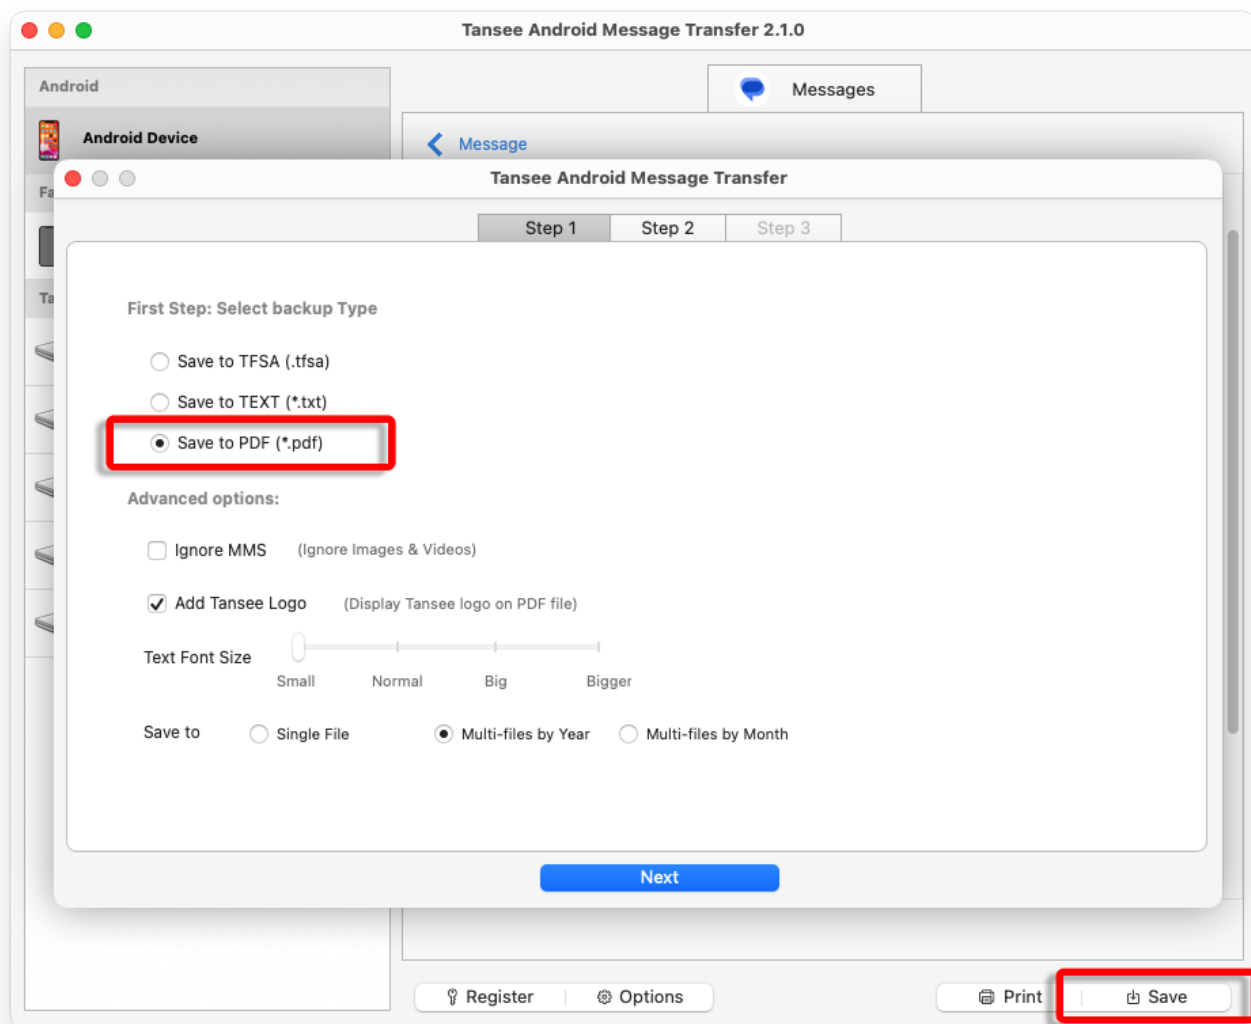 Tansee Android Message Transfer 2.1.0
Android
Messages
Android Device
Message
Fa
Ta
Tansee Android Message Transfer
Step 1 Step 2 Step 3
First Step: Select backup Type
Save to TFSA (.tfsa)
Save to TEXT (*.txt)
Save to PDF (*.pdf)
Advanced options:
Ignore MMS (Ignore Images & Videos)
Add Tansee Logo (Display Tansee logo on PDF file)
Text Font Size
Small Normal Big Bigger
Save to Single File Multi-files by Year Multi-files by Month
Next
Register Options Print Save